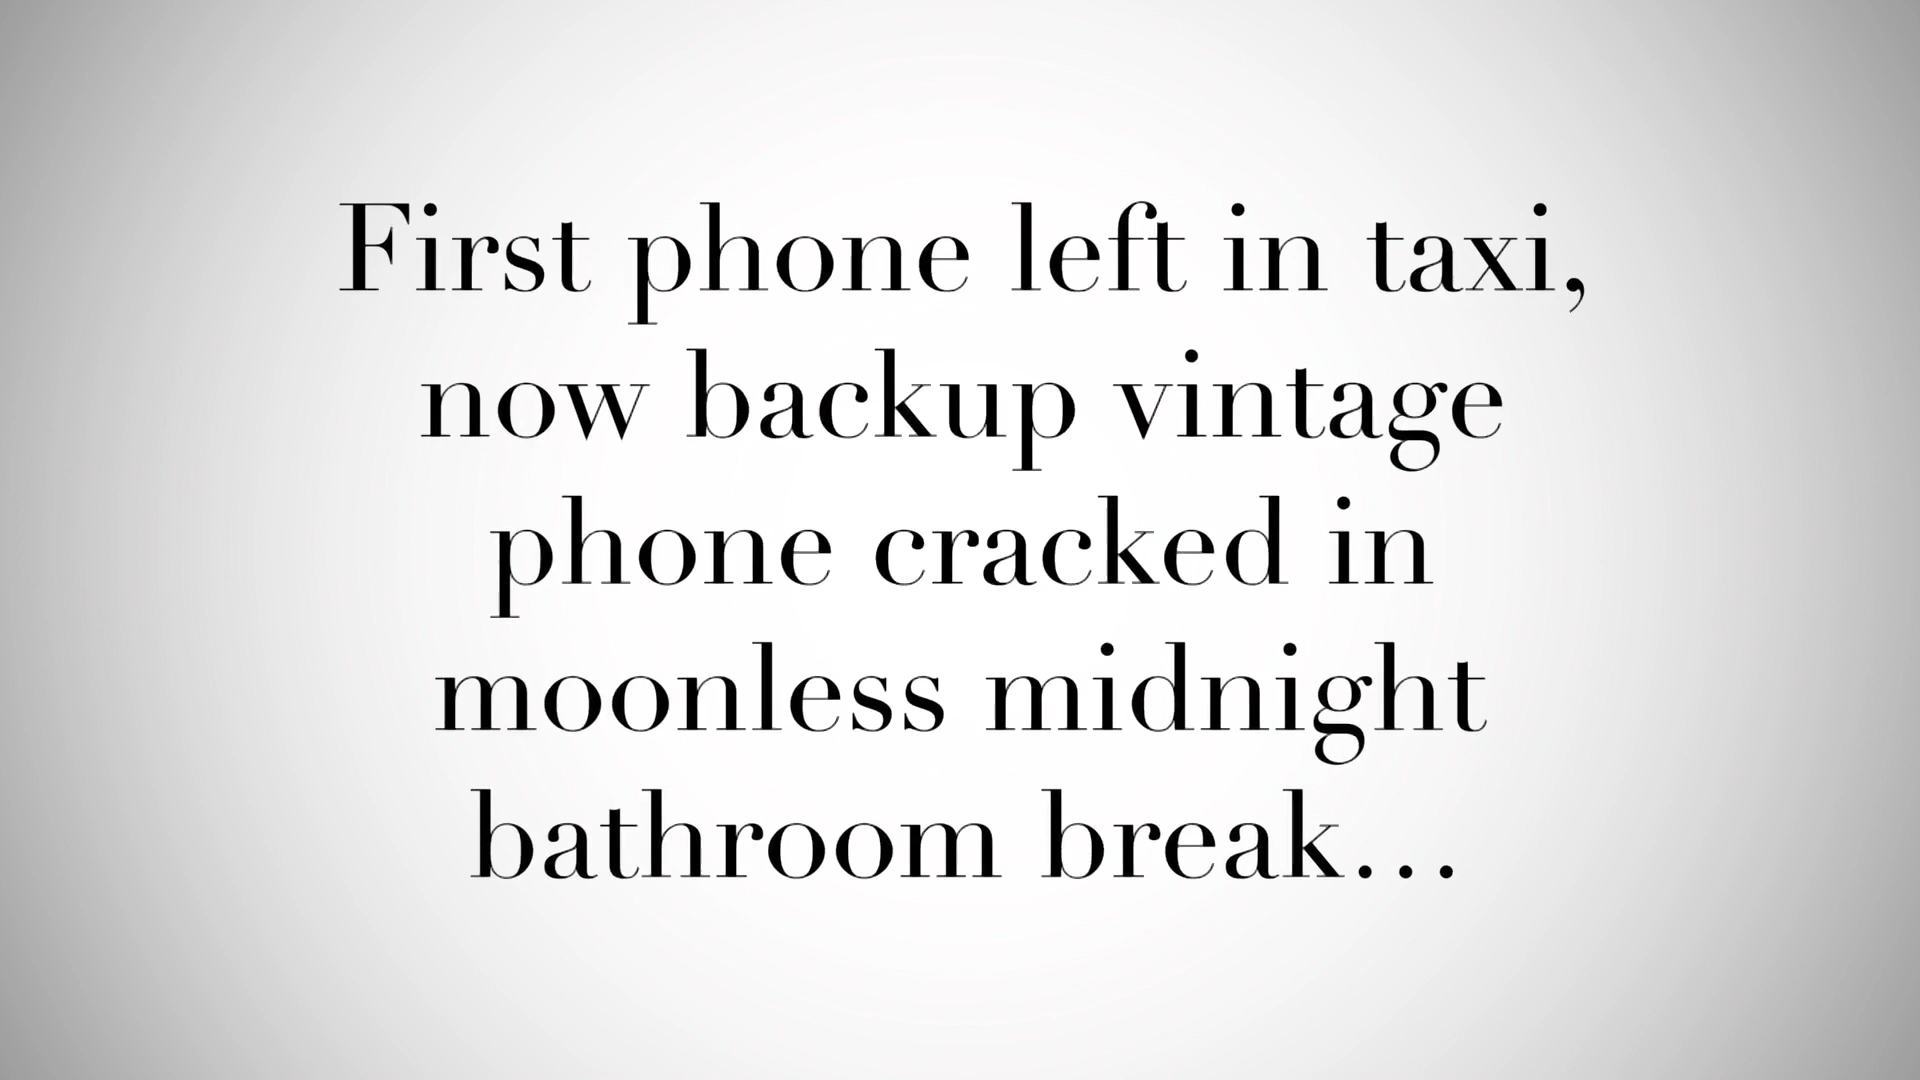 First phone left in taxi,
now backup vintage
phone cracked in
moonless midnight
bathroom break...